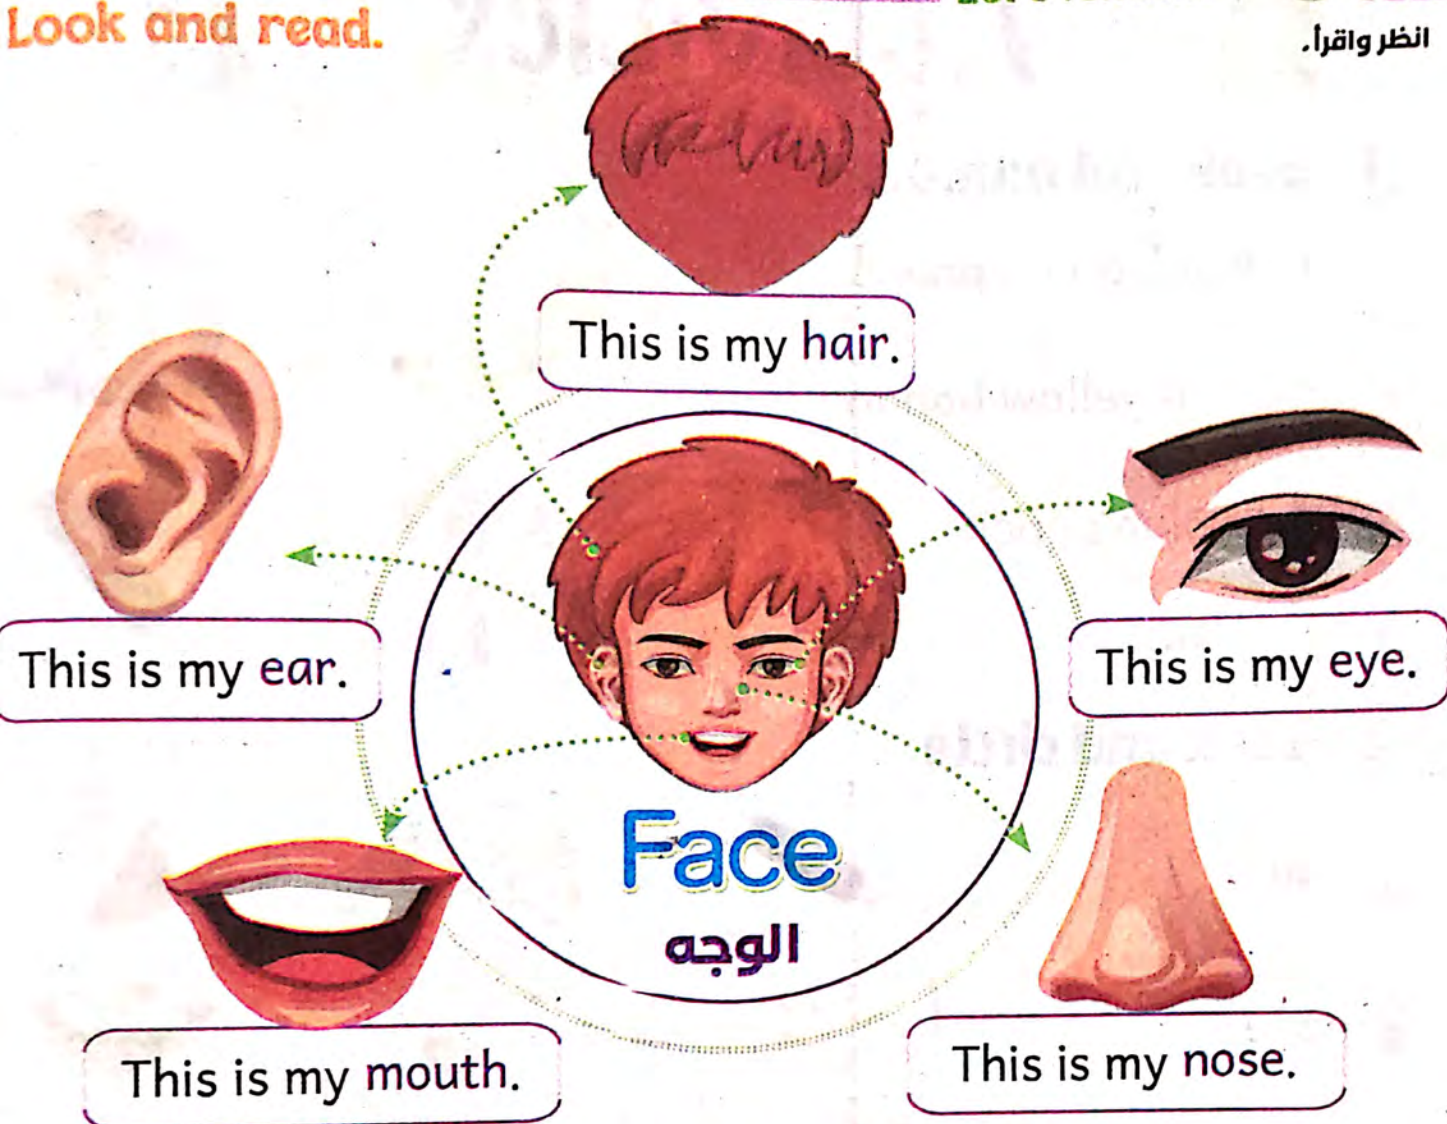 Look and read.
انظر واقرأ.
This is my hair.
This is my ear.
This is my eye.
Face
الوجه
This is my mouth.
This is my nose.